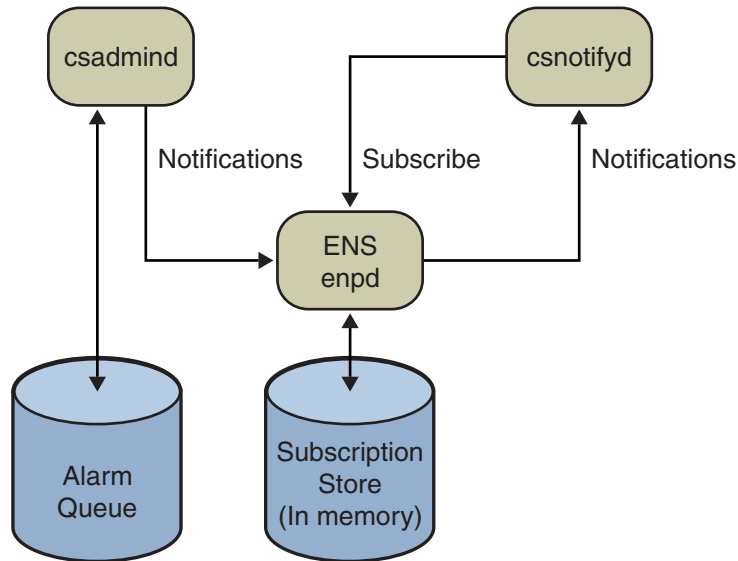 csadmind
csnotifyd
Notifications
Subscribe
Notifications
ENS
enpd
Alarm
Queue
Subscription
Store
(In memory)